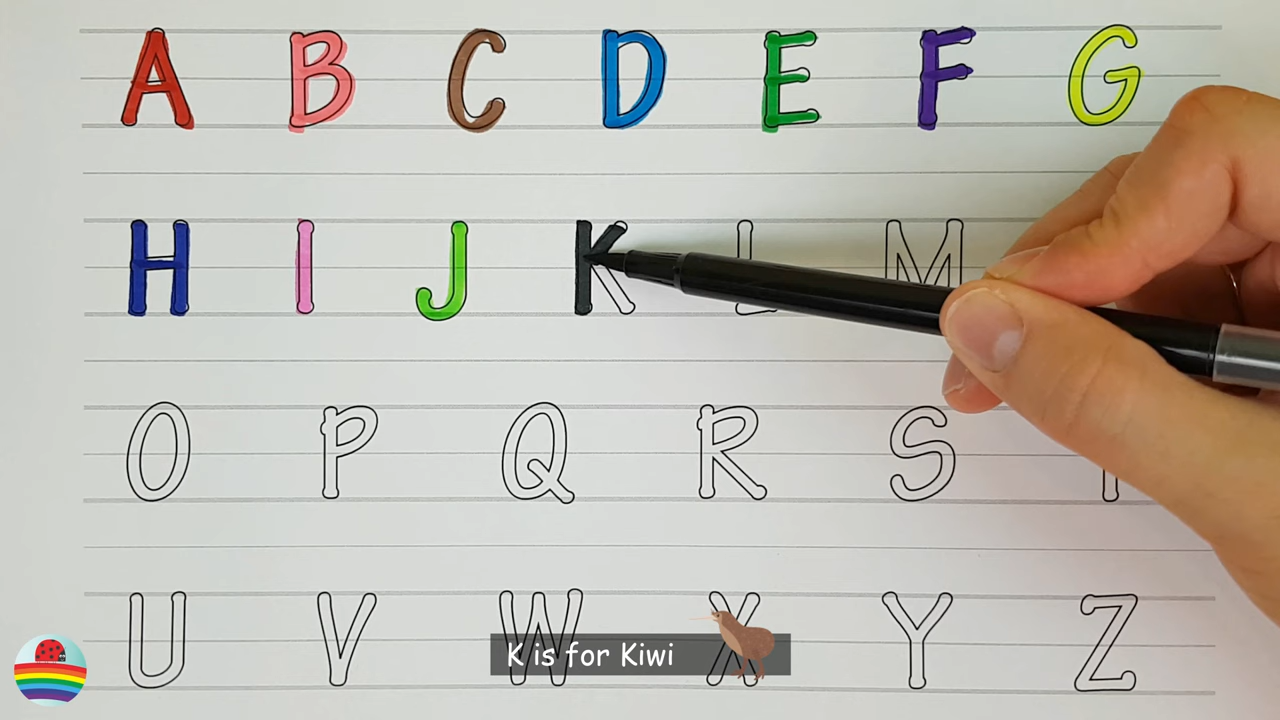 A B C D E F G
H I J K L M
O P Q R S
U V W X Y Z
K is for Kiwi